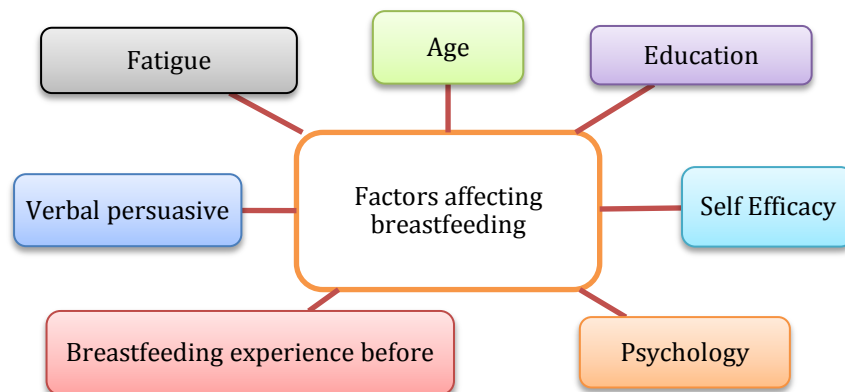 Fatigue
Age
Education
Verbal persuasive
Factors affecting
breastfeeding
Self Efficacy
Breastfeeding experience before
Psychology